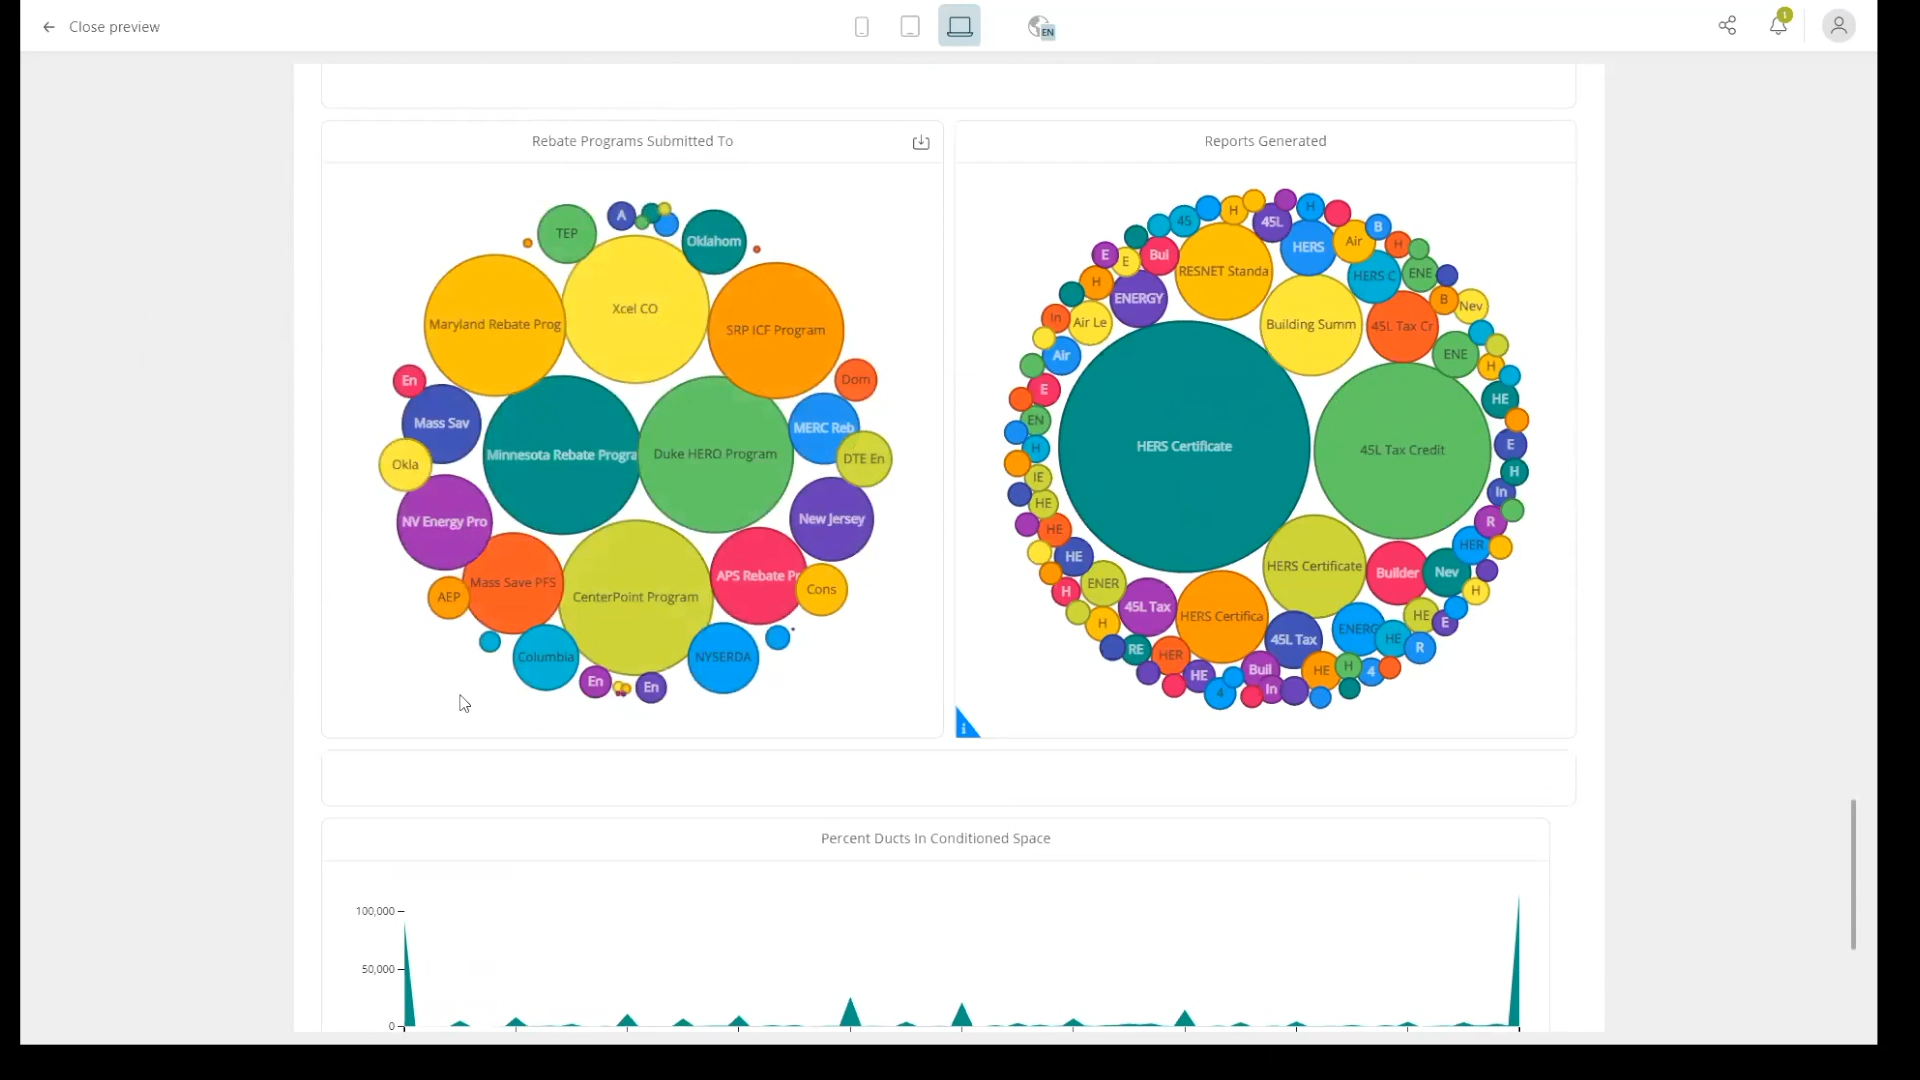 Close preview
EN
1
Rebate Programs Submitted To
Reports Generated
TEP
A
Oklahom
Xcel CO
Maryland Rebate Prog
SRP ICF Program
En
Dom
Mass Sav
MERC Reb
Minnesota Rebate Progra
Duke HERO Program
Okla
DTE En
NV Energy Pro
New Jersey
Mass Save PFS
APS Rebate Pr
AEP
CenterPoint Program
Cons
Columbia
NYSERDA
En
En
45
H
45L
H
B
Air
H
HERS
E
E
Bul
RESNET Standa
HERS C
ENE
H
ENERGY
B
Nev
In
Air Le
Building Summ
45L Tax Cr
Air
ENE
H
E
HE
EN
H
HERS Certificate
45L Tax Credit
E
IE
H
HE
In
HE
R
HE
HER
H
ENER
HERS Certificate
Builder
Nev
H
45L Tax
HERS Certifica
H
HE
E
RE
HER
45L Tax
ENERG
HE
R
HE
4
Buil
In
HE
H
4
i
Percent Ducts In Conditioned Space
100,000
50,000
0